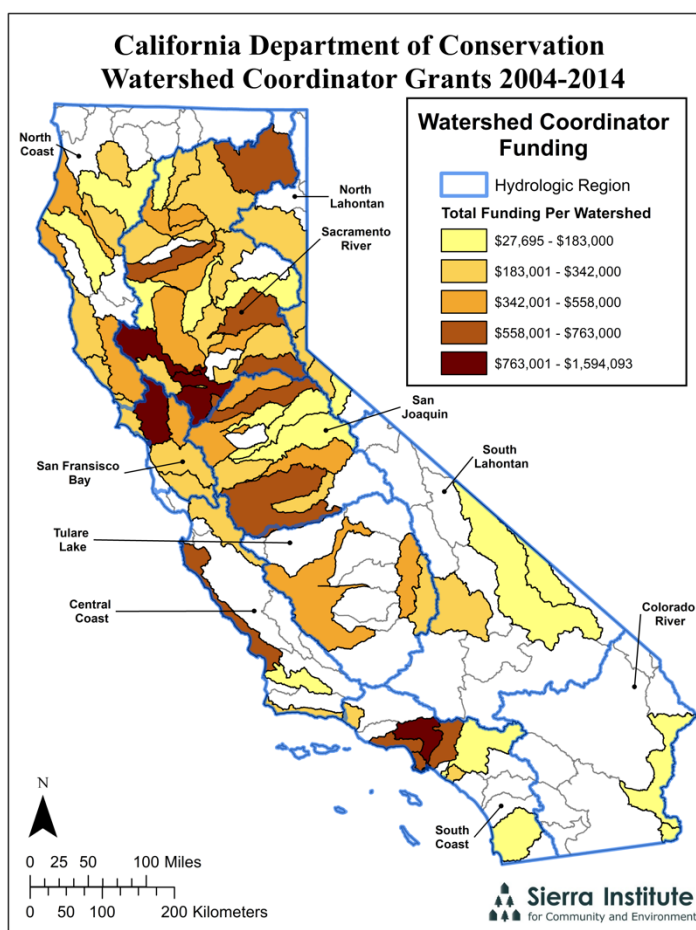 California Department of Conservation
Watershed Coordinator Grants 2004-2014
North
Coast
North
Lahontan
Sacramento
River
San
Joaquin
San Fransisco
Bay
South
Lahontan
Tulare
Lake
Central
Coast
Colorado
River
South
Coast
Watershed Coordinator
Funding
Hydrologic Region
Total Funding Per Watershed
$27,695 - $183,000
$183,001 - $342,000
$342,001 - $558,000
$558,001 - $763,000
$763,001 - $1,594,093
N
0 25 50 100 Miles
0 50 100 200 Kilometers
Sierra Institute
for Community and Environment